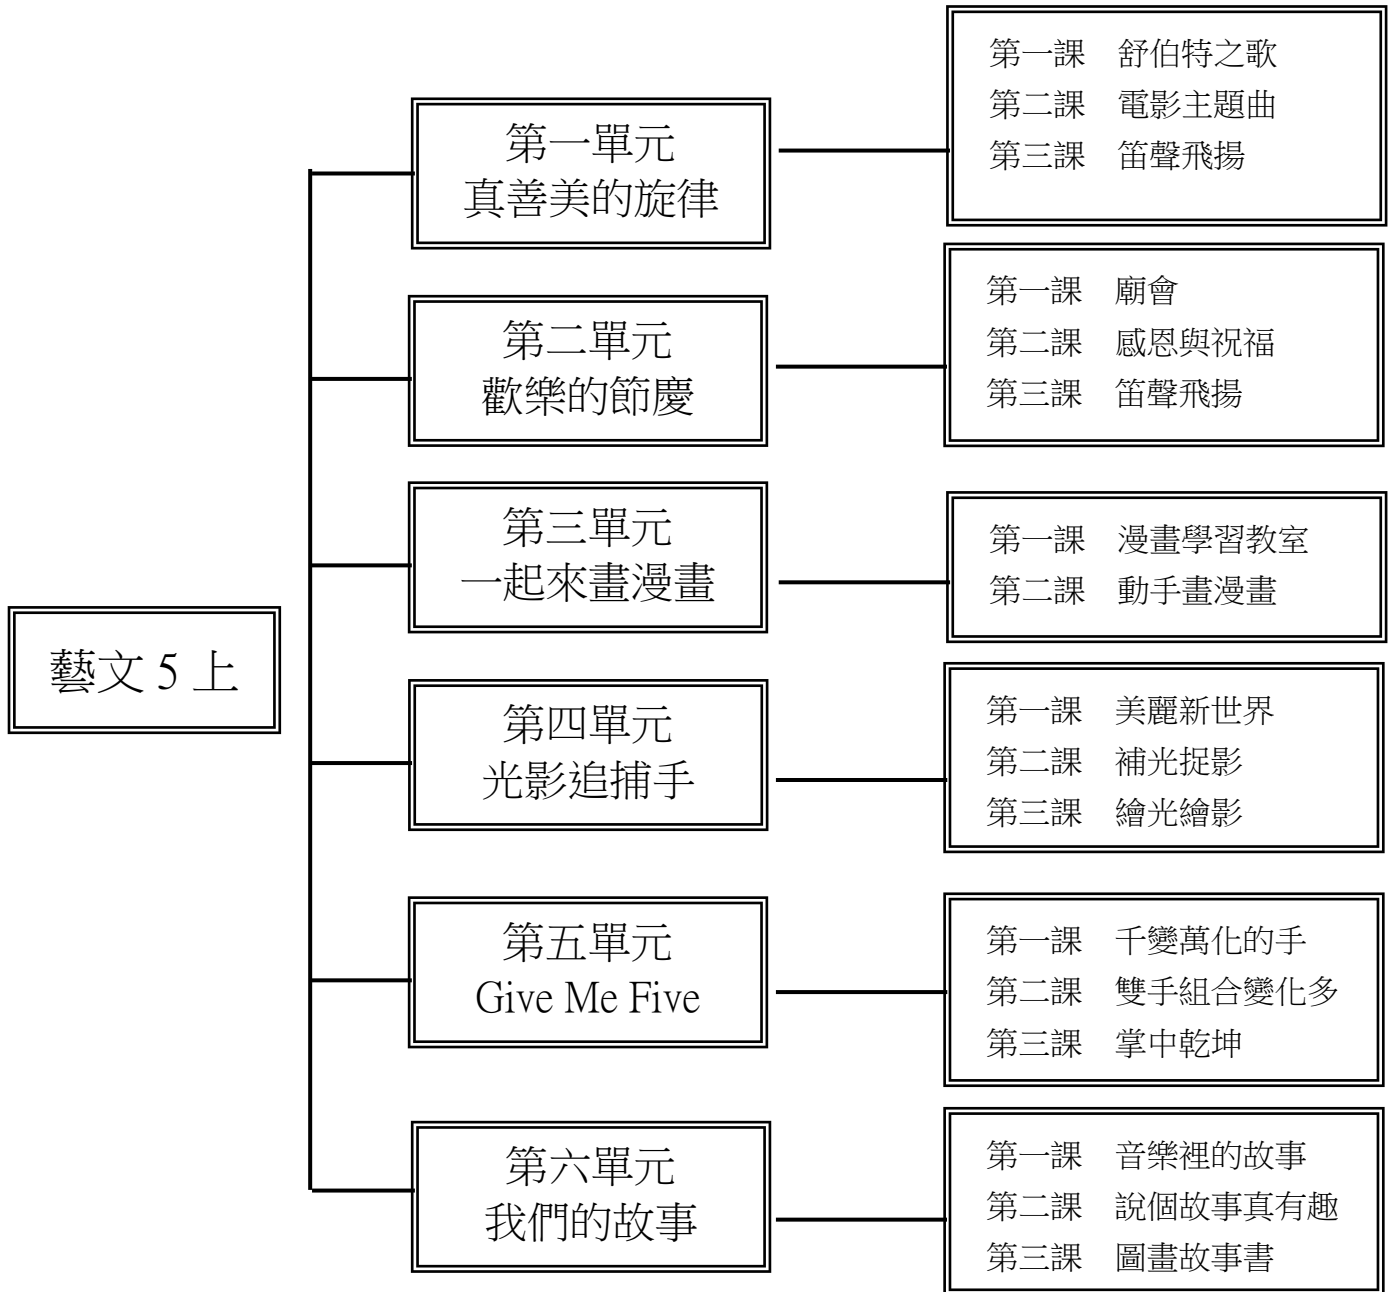 藝文 5 上
第一單元
真善美的旋律
第一課 舒伯特之歌
第二課 電影主題曲
第三課 笛聲飛揚
第二單元
歡樂的節慶
第一課 廟會
第二課 感恩與祝福
第三課 笛聲飛揚
第三單元
一起來畫漫畫
第一課 漫畫學習教室
第二課 動手畫漫畫
第四單元
光影追捕手
第一課 美麗新世界
第二課 補光捉影
第三課 繪光繪影
第五單元
Give Me Five
第一課 千變萬化的手
第二課 雙手組合變化多
第三課 掌中乾坤
第六單元
我們的故事
第一課 音樂裡的故事
第二課 說個故事真有趣
第三課 圖畫故事書